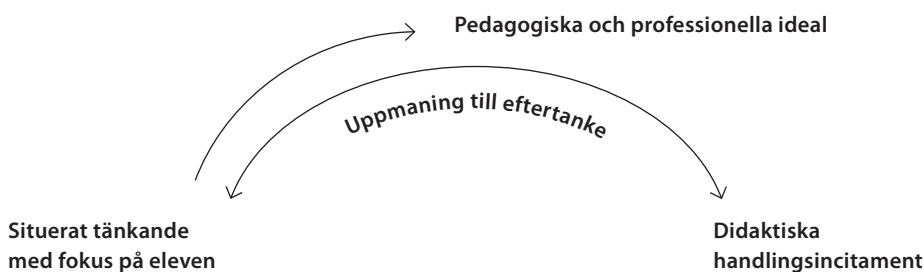 Pedagogiska och professionella ideal
Uppmaning till eftertanke
Situerat tänkande
med fokus på eleven
Didaktiska
handlingsincitament